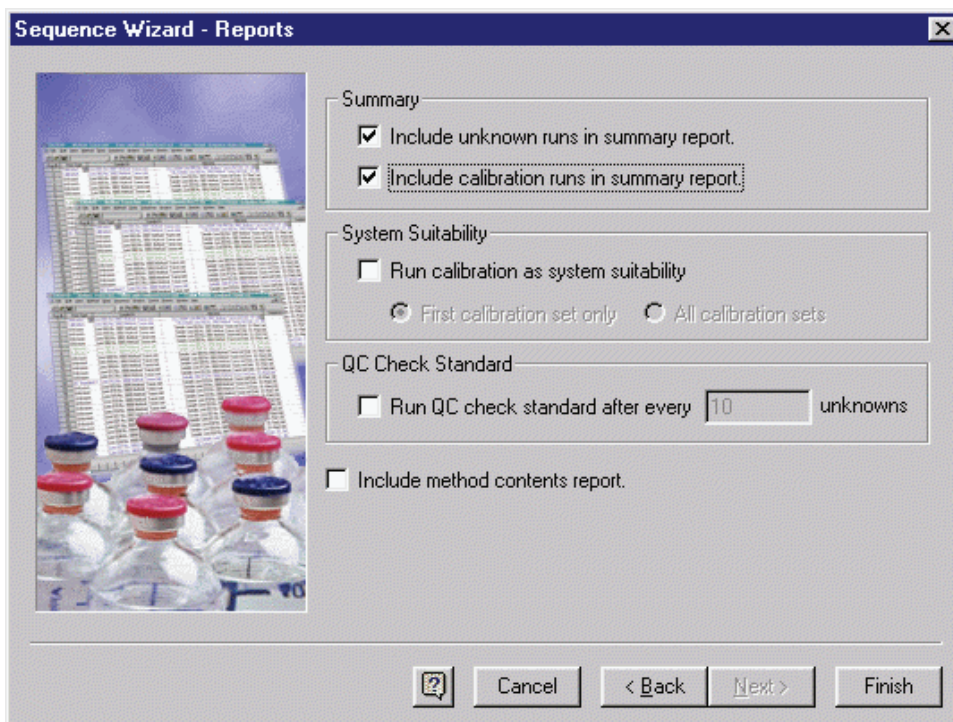 Sequence Wizard - Reports
Summary
Include unknown runs in summary report.
Include calibration runs in summary report.
System Suitability
Run calibration as system suitability
First calibration set only All calibration sets
QC Check Standard
Run QC check standard after every 10 unknowns
Include method contents report.
Cancel < Back Next > Finish